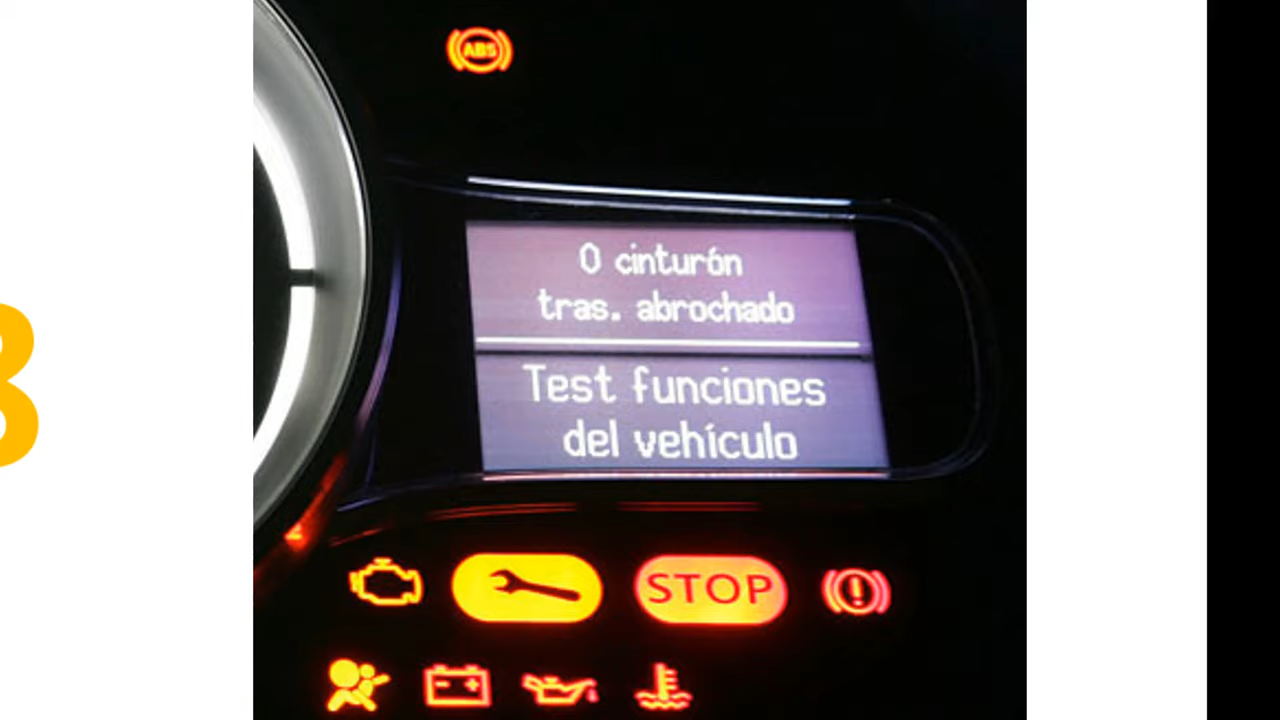 ABS
0 cinturón
tras. abrochado
Test funciones
del vehículo
STOP